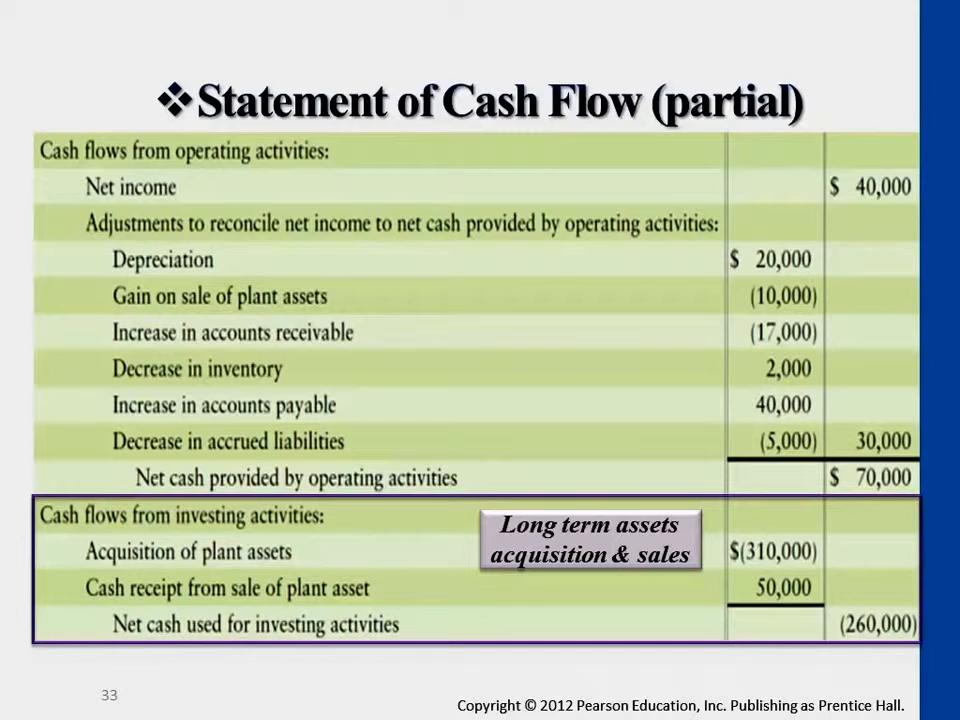 ❖Statement of Cash Flow (partial)
Cash flows from operating activities:
Net income $ 40,000
Adjustments to reconcile net income to net cash provided by operating activities:
Depreciation $ 20,000
Gain on sale of plant assets (10,000)
Increase in accounts receivable (17,000)
Decrease in inventory 2,000
Increase in accounts payable 40,000
Decrease in accrued liabilities (5,000) 30,000
Net cash provided by operating activities $ 70,000
Cash flows from investing activities:
Long term assets
acquisition & sales
Acquisition of plant assets $(310,000)
Cash receipt from sale of plant asset 50,000
Net cash used for investing activities (260,000)
33
Copyright © 2012 Pearson Education, Inc. Publishing as Prentice Hall.